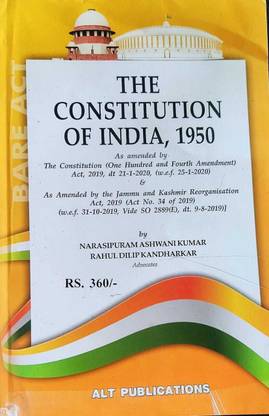 BARE ACT
THE
CONSTITUTION
OF INDIA, 1950
As amended by
The Constitution (One Hundred and Fourth Amendment)
Act, 2019, dt 21-1-2020, (w.e.f. 25-1-2020)
&
As Amended by the Jammu and Kashmir Reorganisation
Act, 2019 (Act No. 34 of 2019)
(w.e.f. 31-10-2019; Vide SO 2889(E), dt. 9-8-2019)]
by
NARASIPURAM ASHWANI KUMAR
RAHUL DILIP KANDHARKAR
Advocates
RS. 360/-
ALT PUBLICATIONS